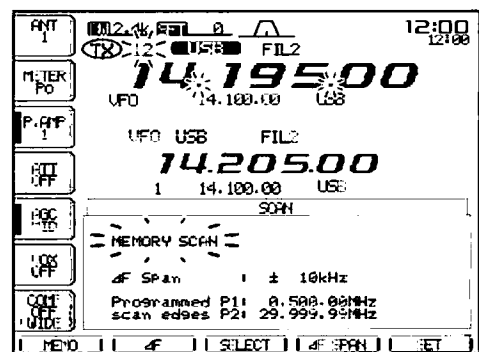 ANT
1
12:00
12:00
TX
12
USB
FIL2
14.195.00
VFO
14.100.00
USB
METER
Po
P.AMP
1
VFO USB FIL2
14.205.00
1 14.100.00 USB
ATT
OFF
SCAN
AGC
MID
MEMORY SCAN
VOX
OFF
ΔF Span : ± 10kHz
COMP
OFF
WIDE
Programmed P1: 0.500.00MHz
scan edges P2: 29.999.99MHz
MEMO ΔF SELECT ΔF SPAN SET